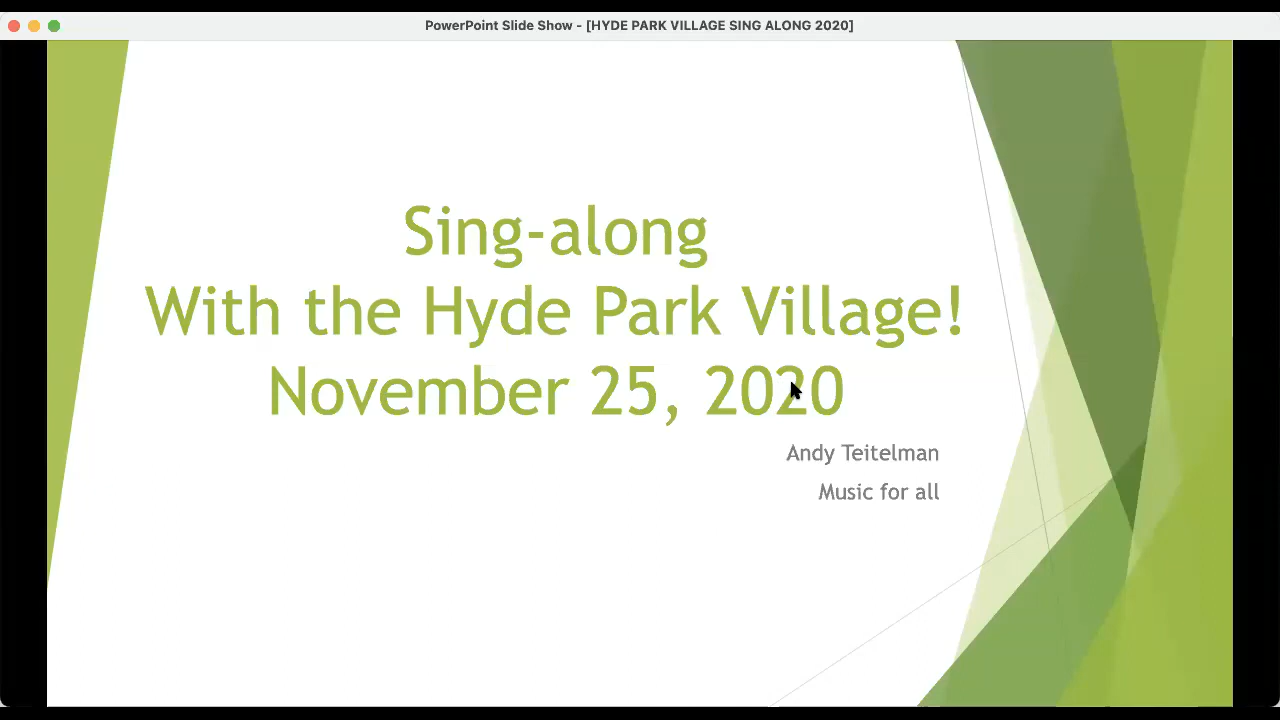 PowerPoint Slide Show - [HYDE PARK VILLAGE SING ALONG 2020]
Sing-along
With the Hyde Park Village!
November 25, 2020
Andy Teitelman
Music for all